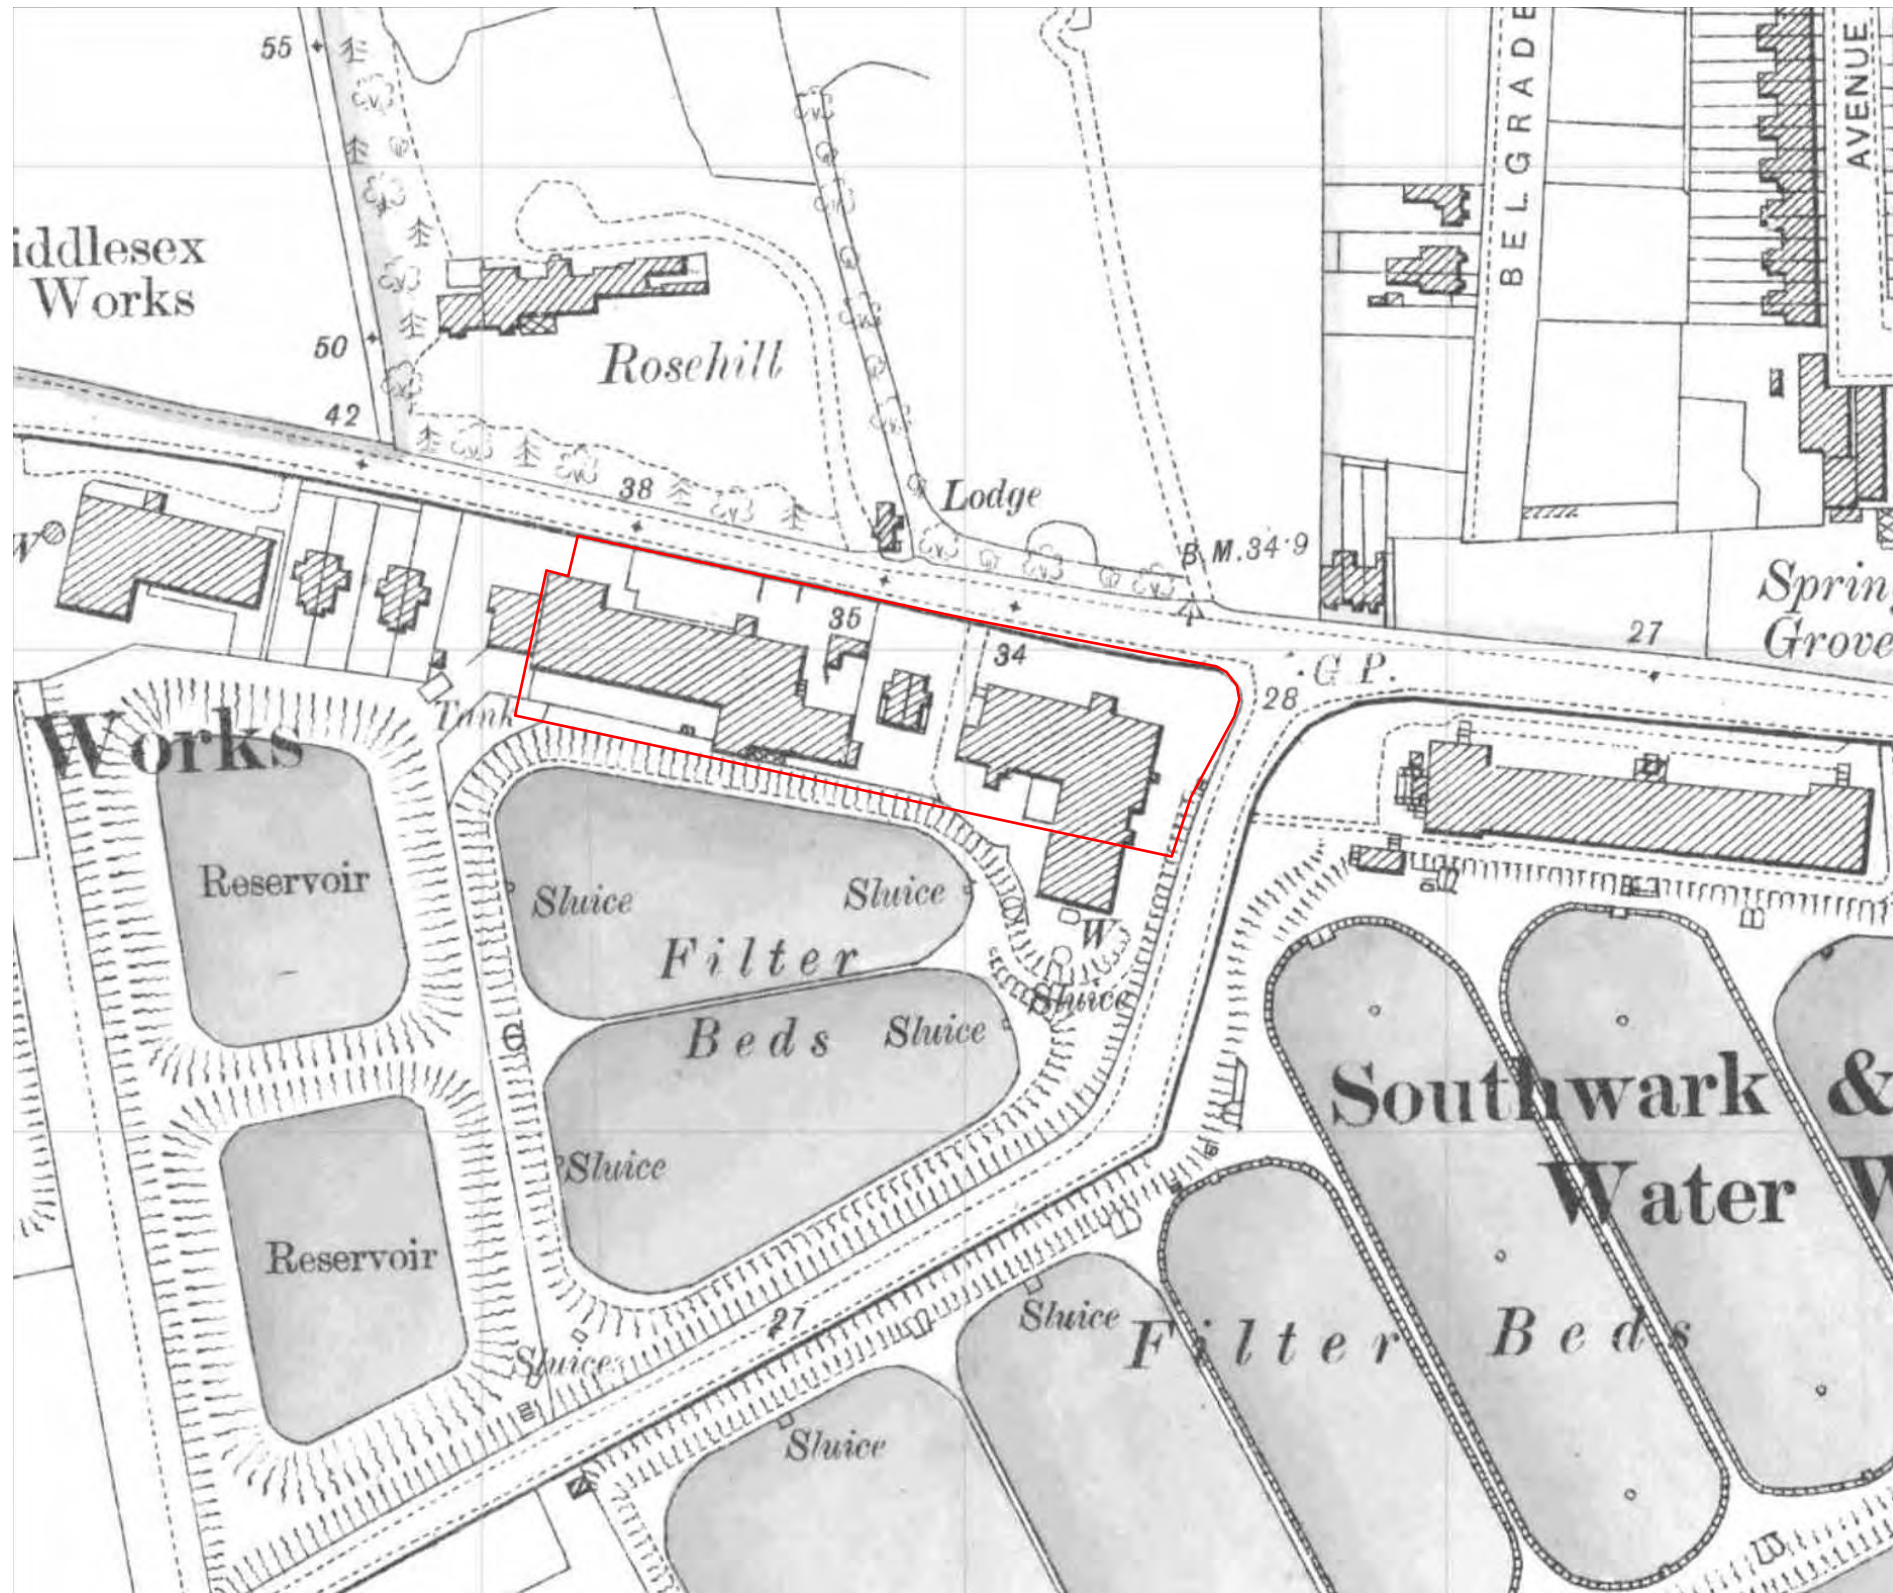 55
BELGRADE
AVENUE
iddlesex
Works
50
Rosehill
42
38
Lodge
B.M.34·9
Spring
Grove
W
35
34
27
G P.
28
Tank
Works
Reservoir
Sluice
Sluice
Filter
W
Sluice
Beds
Sluice
Southwark &
Water W
Sluice
Reservoir
27
Sluice
Filter Beds
Sluices
Sluice